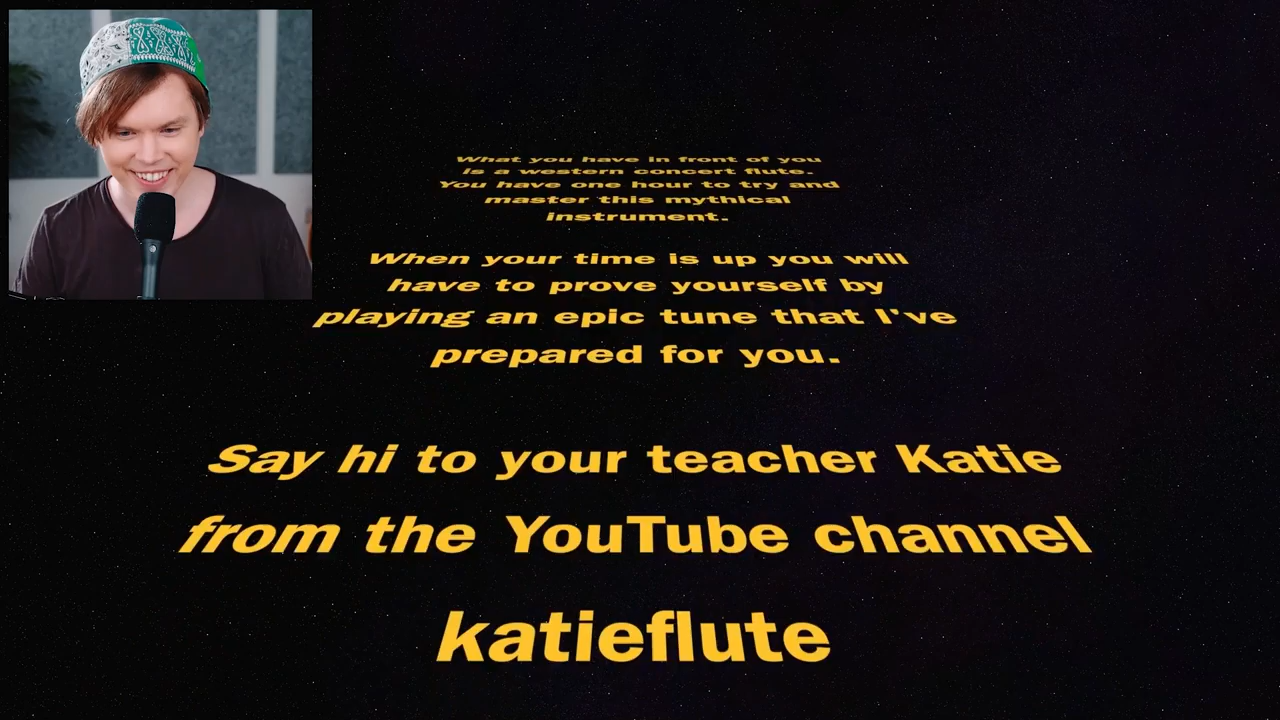 What you have in front of you
is a western concert flute.
You have one hour to try and
master this mythical
instrument.
When your time is up you will
have to prove yourself by
playing an epic tune that I've
prepared for you.
Say hi to your teacher Katie
from the YouTube channel
katieflute